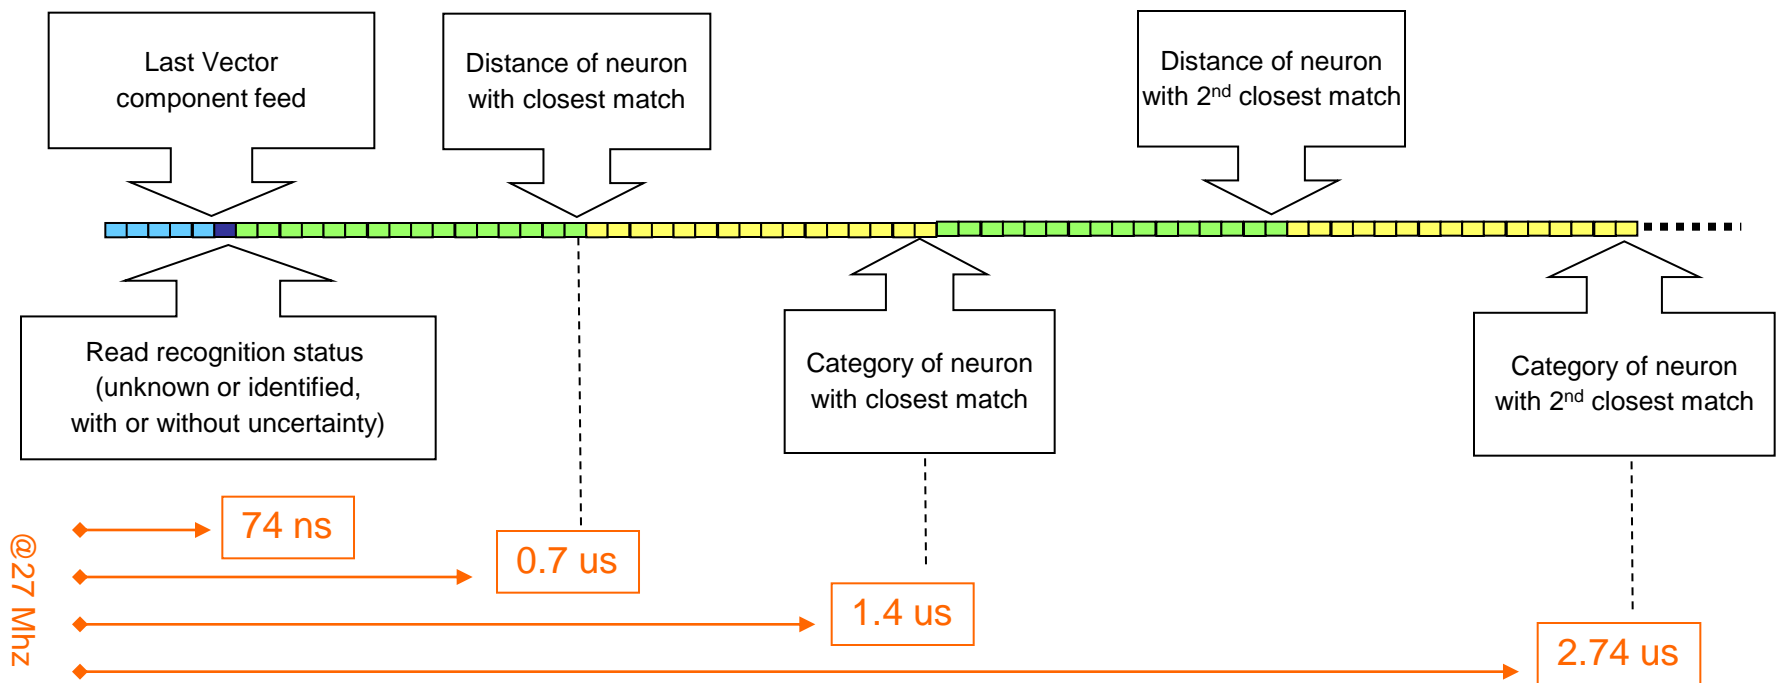 Last Vector
component feed
Distance of neuron
with closest match
Distance of neuron
with 2nd closest match
Read recognition status
(unknown or identified,
with or without uncertainty)
Category of neuron
with closest match
Category of neuron
with 2nd closest match
@27 Mhz
74 ns
0.7 us
1.4 us
2.74 us